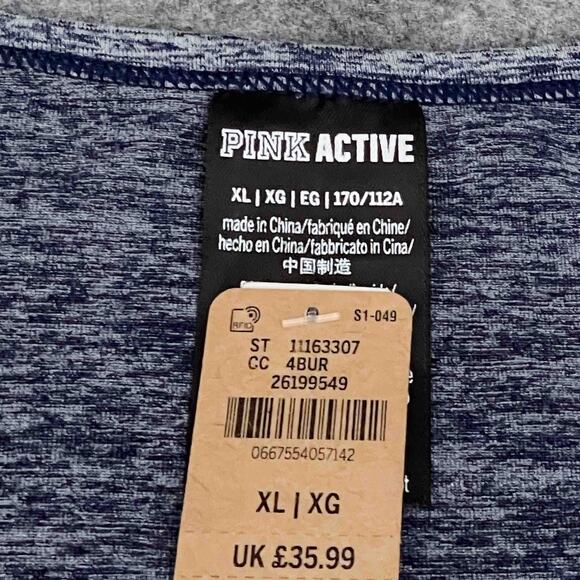 PINK ACTIVE
XL | XG | EG | 170/112A
made in China/fabriqué en Chine/
hecho en China/fabbricato in Cina/
中国制造
RFID
S1-049
ST 11163307
CC 4BUR
26199549
0667554057142
XL | XG
UK £35.99